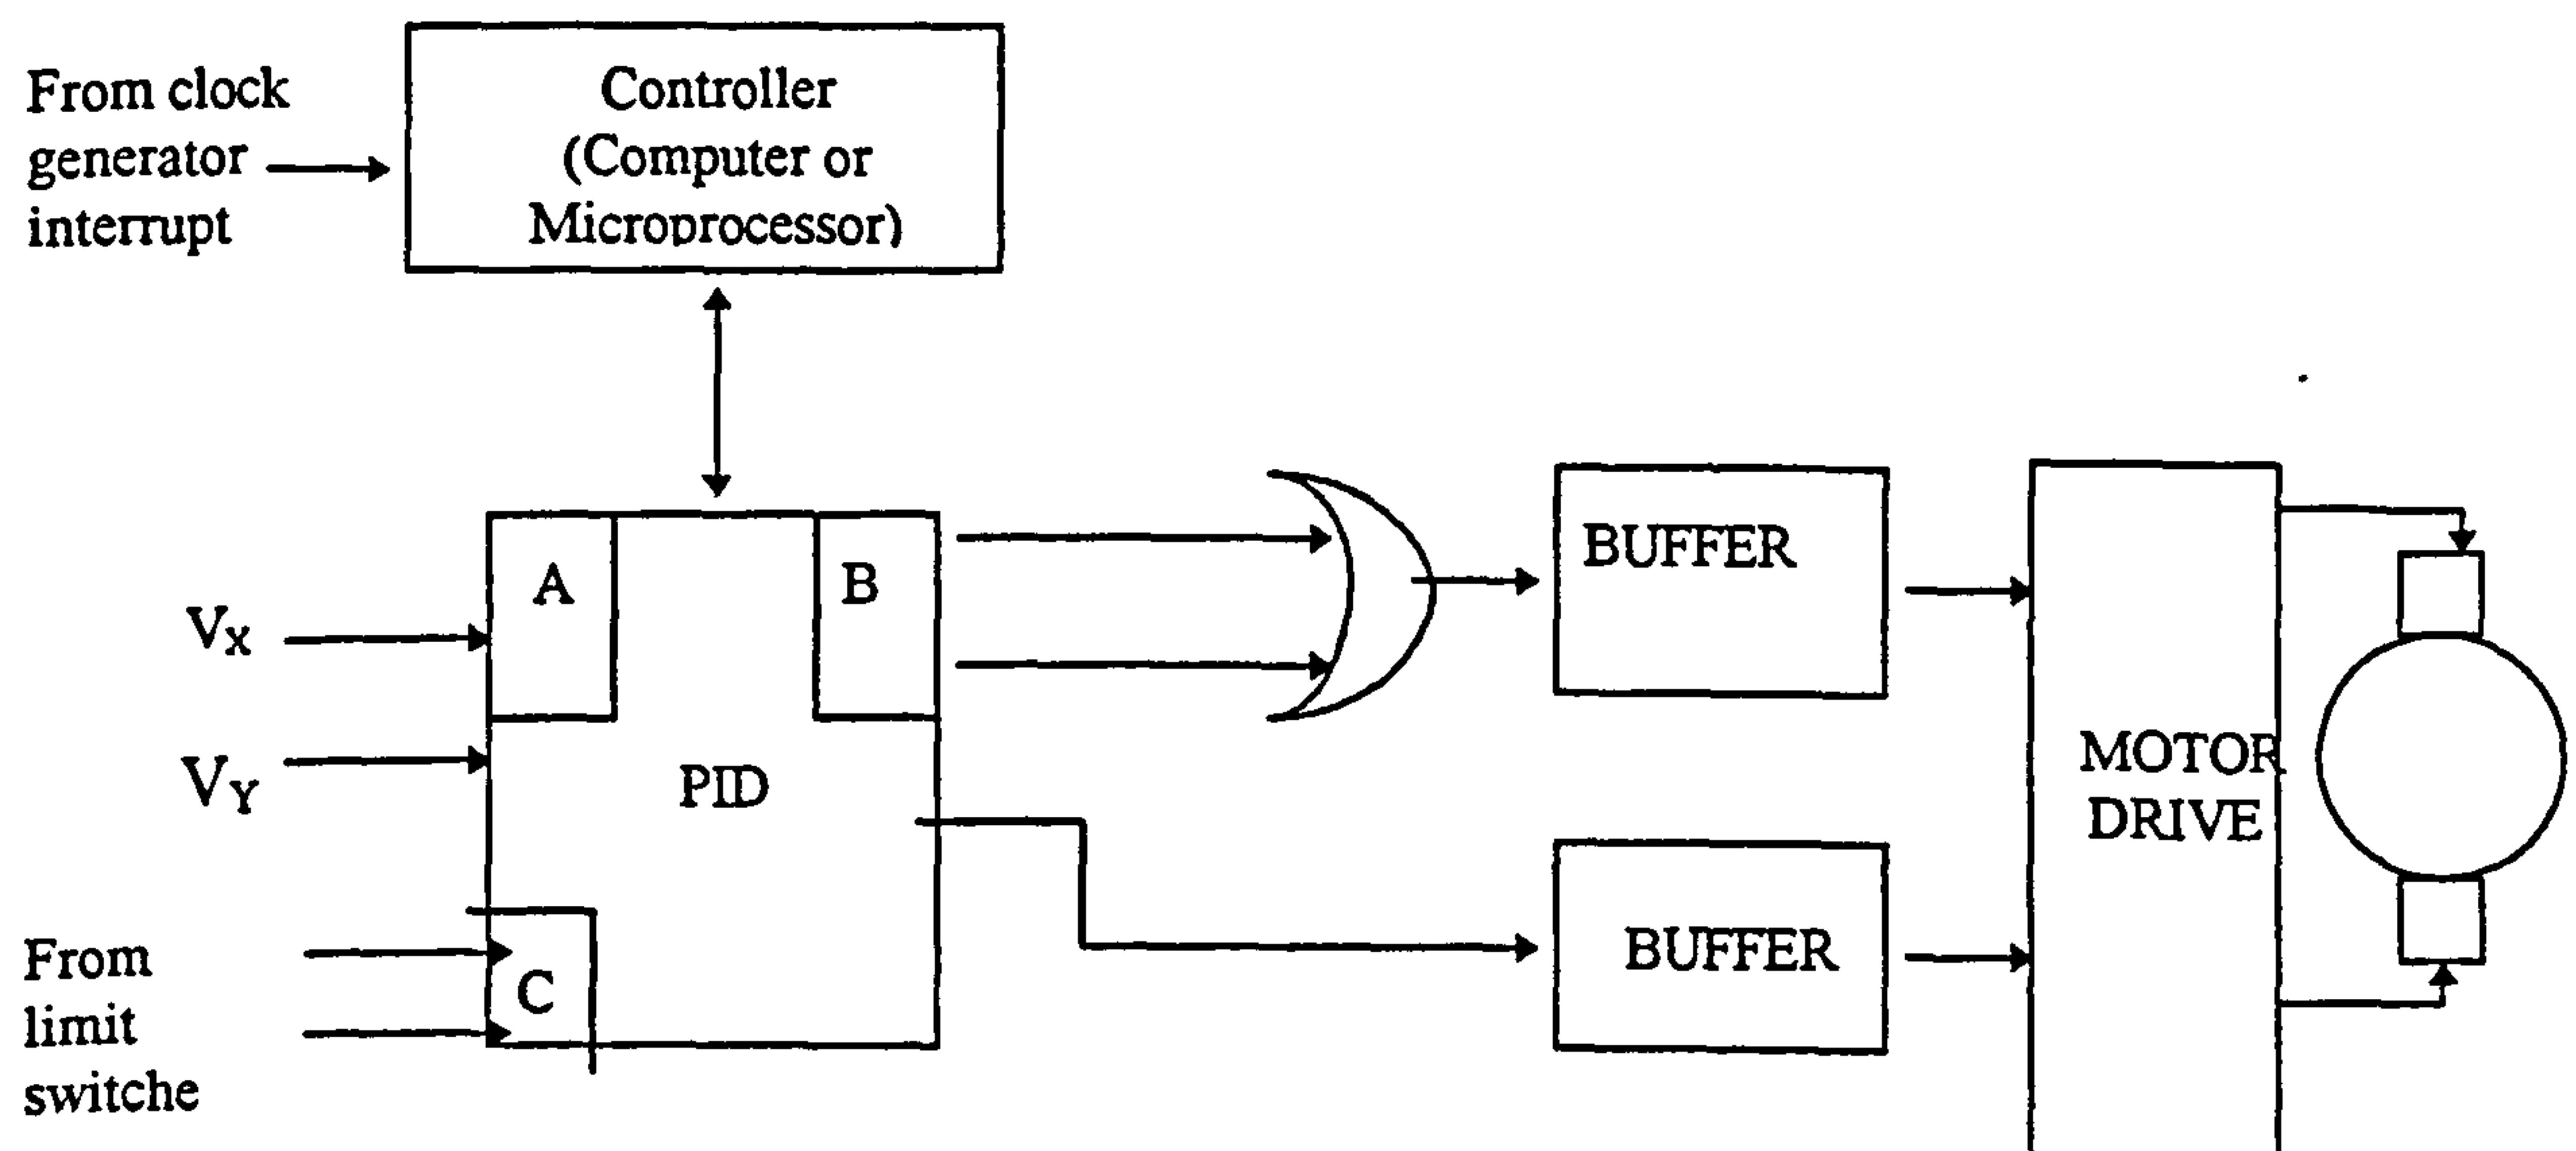 From clock
generator
interrupt
Controller
(Computer or
Microprocessor)
A
B
Vx
VY
PID
From
limit
switche
C
BUFFER
BUFFER
MOTOR
DRIVE